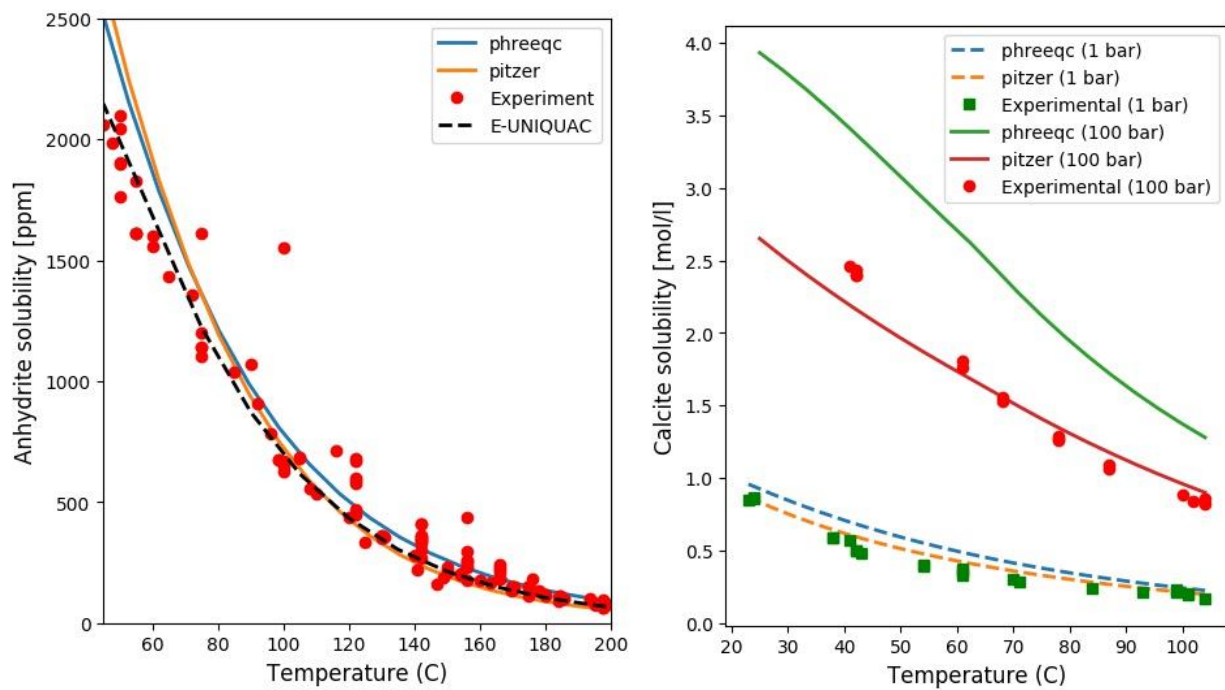 2500
2000
1500
1000
500
0
Anhydrite solubility [ppm]
60 80 100 120 140 160 180 200
Temperature (C)
phreeqc
pitzer
Experiment
E-UNIQUAC
4.0
3.5
3.0
2.5
2.0
1.5
1.0
0.5
0.0
Calcite solubility [mol/l]
20 30 40 50 60 70 80 90 100
Temperature (C)
phreeqc (1 bar)
pitzer (1 bar)
Experimental (1 bar)
phreeqc (100 bar)
pitzer (100 bar)
Experimental (100 bar)